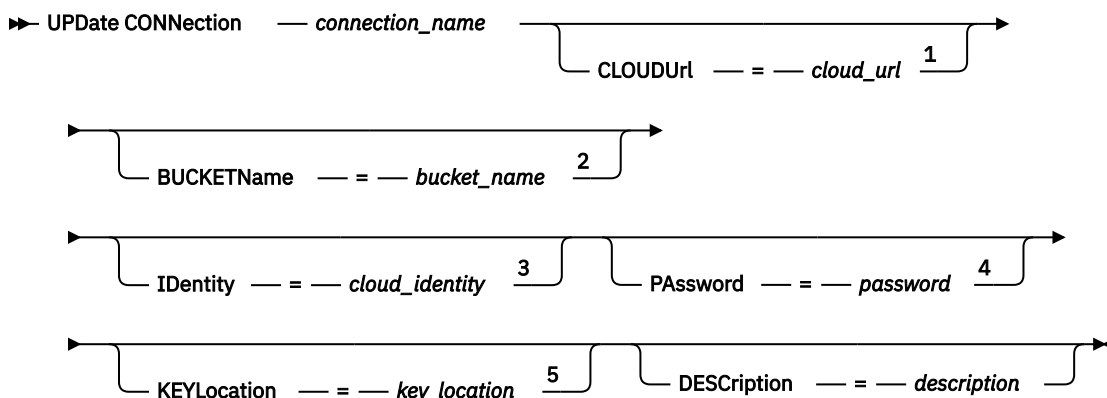 UPDate CONNection connection_name
CLOUDUrl = cloud_url 1
BUCKETName = bucket_name 2
IDentity = cloud_identity 3 PAssword = password 4
KEYLocation = key_location 5 DESCription = description